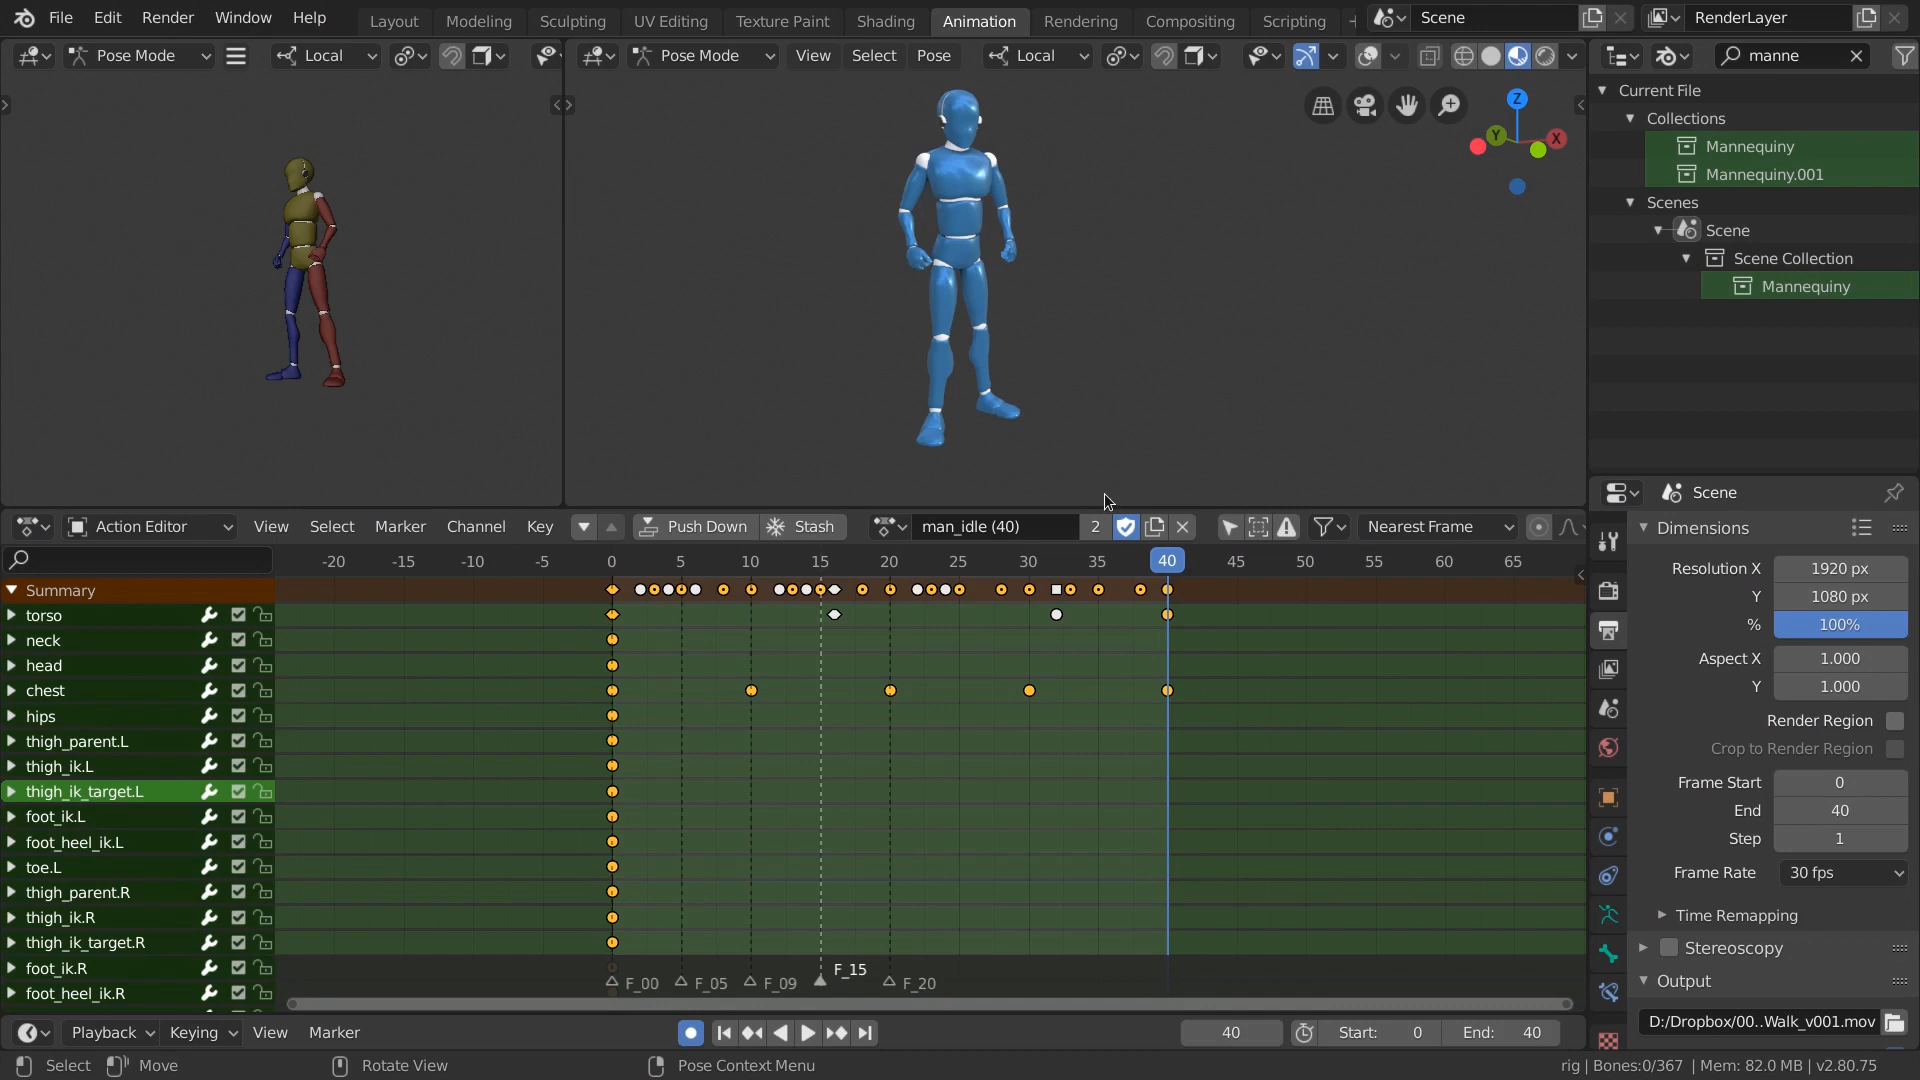 File Edit Render Window Help Layout Modeling Sculpting UV Editing Texture Paint Shading Animation Rendering Compositing Scripting + Scene RenderLayer
Pose Mode Local Pose Mode View Select Pose Local manne
Current File
Collections
Mannequiny
Mannequiny.001
Scenes
Scene
Scene Collection
Mannequiny
Z
Y
X
Scene
Action Editor View Select Marker Channel Key Push Down Stash man_idle (40) 2 Nearest Frame
Dimensions
-20 -15 -10 -5 0 5 10 15 20 25 30 35 40 45 50 55 60 65
Resolution X 1920 px
Y 1080 px
% 100%
Aspect X 1.000
Y 1.000
Render Region
Crop to Render Region
Frame Start 0
End 40
Step 1
Frame Rate 30 fps
Time Remapping
Stereoscopy
Output
D:/Dropbox/00..Walk_v001.mov
Summary
torso
neck
head
chest
hips
thigh_parent.L
thigh_ik.L
thigh_ik_target.L
foot_ik.L
foot_heel_ik.L
toe.L
thigh_parent.R
thigh_ik.R
thigh_ik_target.R
foot_ik.R
foot_heel_ik.R
F_00 F_05 F_09 F_15 F_20
Playback Keying View Marker 40 Start: 0 End: 40
Select Move Rotate View Pose Context Menu rig | Bones:0/367 | Mem: 82.0 MB | v2.80.75